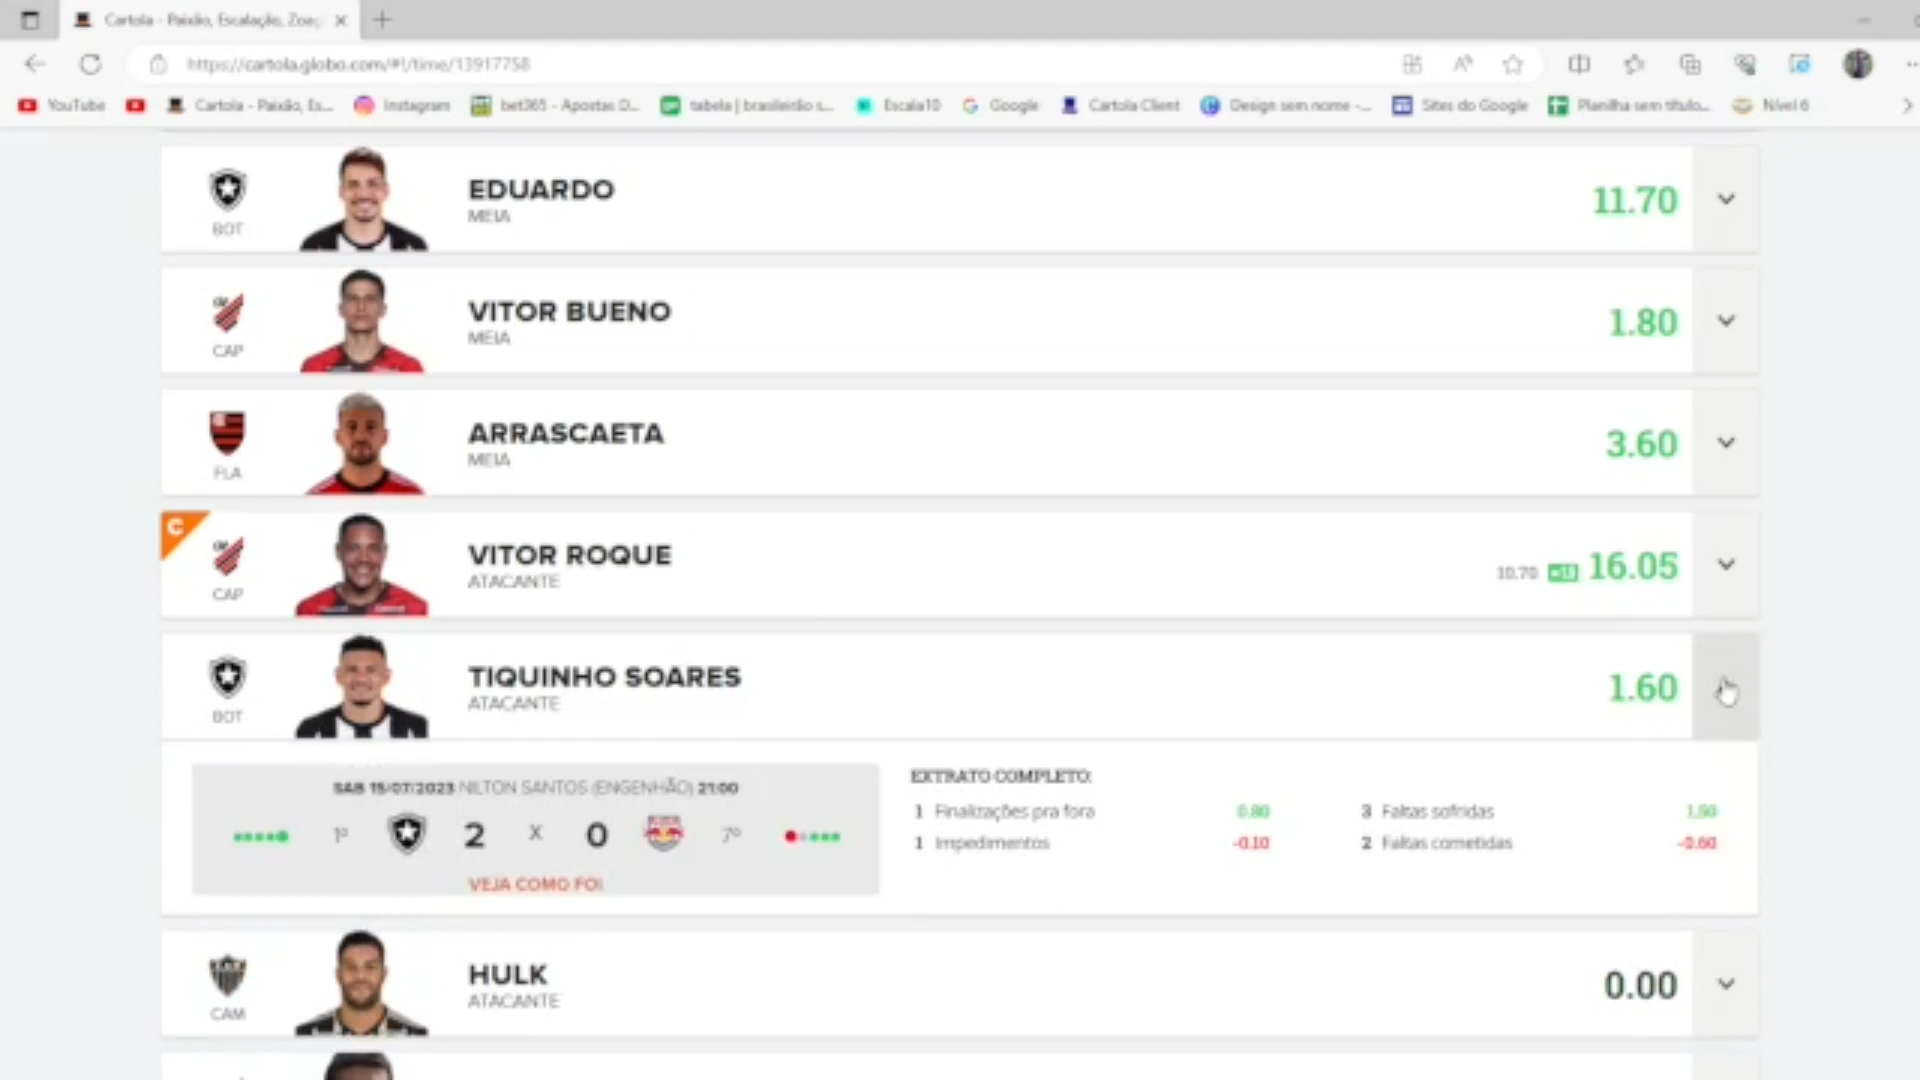 Cartola - Paixão, Escalação, Zoeç
https://cartola.globo.com/#!/time/13917758
YouTube
Cartola - Paixão, Es...
Instagram
bet365 - Apostas D...
tabela | brasileirão s...
Escala10
Google
Cartola Client
Design sem nome -...
Sites do Google
Planilha sem título...
Nível 6
BOT
EDUARDO
MEIA
11.70
CAP
VITOR BUENO
MEIA
1.80
FLA
ARRASCAETA
MEIA
3.60
C
CAP
VITOR ROQUE
ATACANTE
10.70 x1.5 16.05
BOT
TIQUINHO SOARES
ATACANTE
1.60
SAB 15/07/2023 NILTON SANTOS (ENGENHÃO) 21:00
1º 2 X 0 7º
VEJA COMO FOI
EXTRATO COMPLETO:
1 Finalizações pra fora 0.80
3 Faltas sofridas 1.50
1 Impedimentos -0.10
2 Faltas cometidas -0.60
CAM
HULK
ATACANTE
0.00